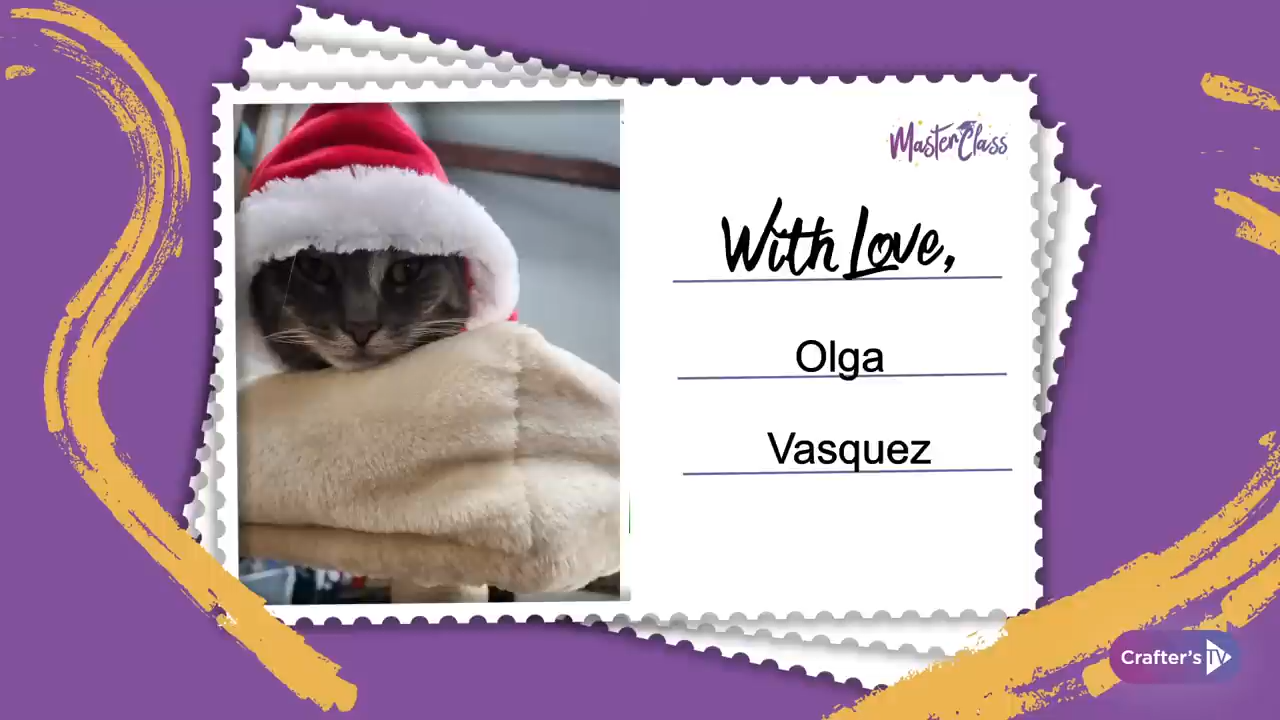 MasterClass
With Love,
Olga
Vasquez
Crafter's TV